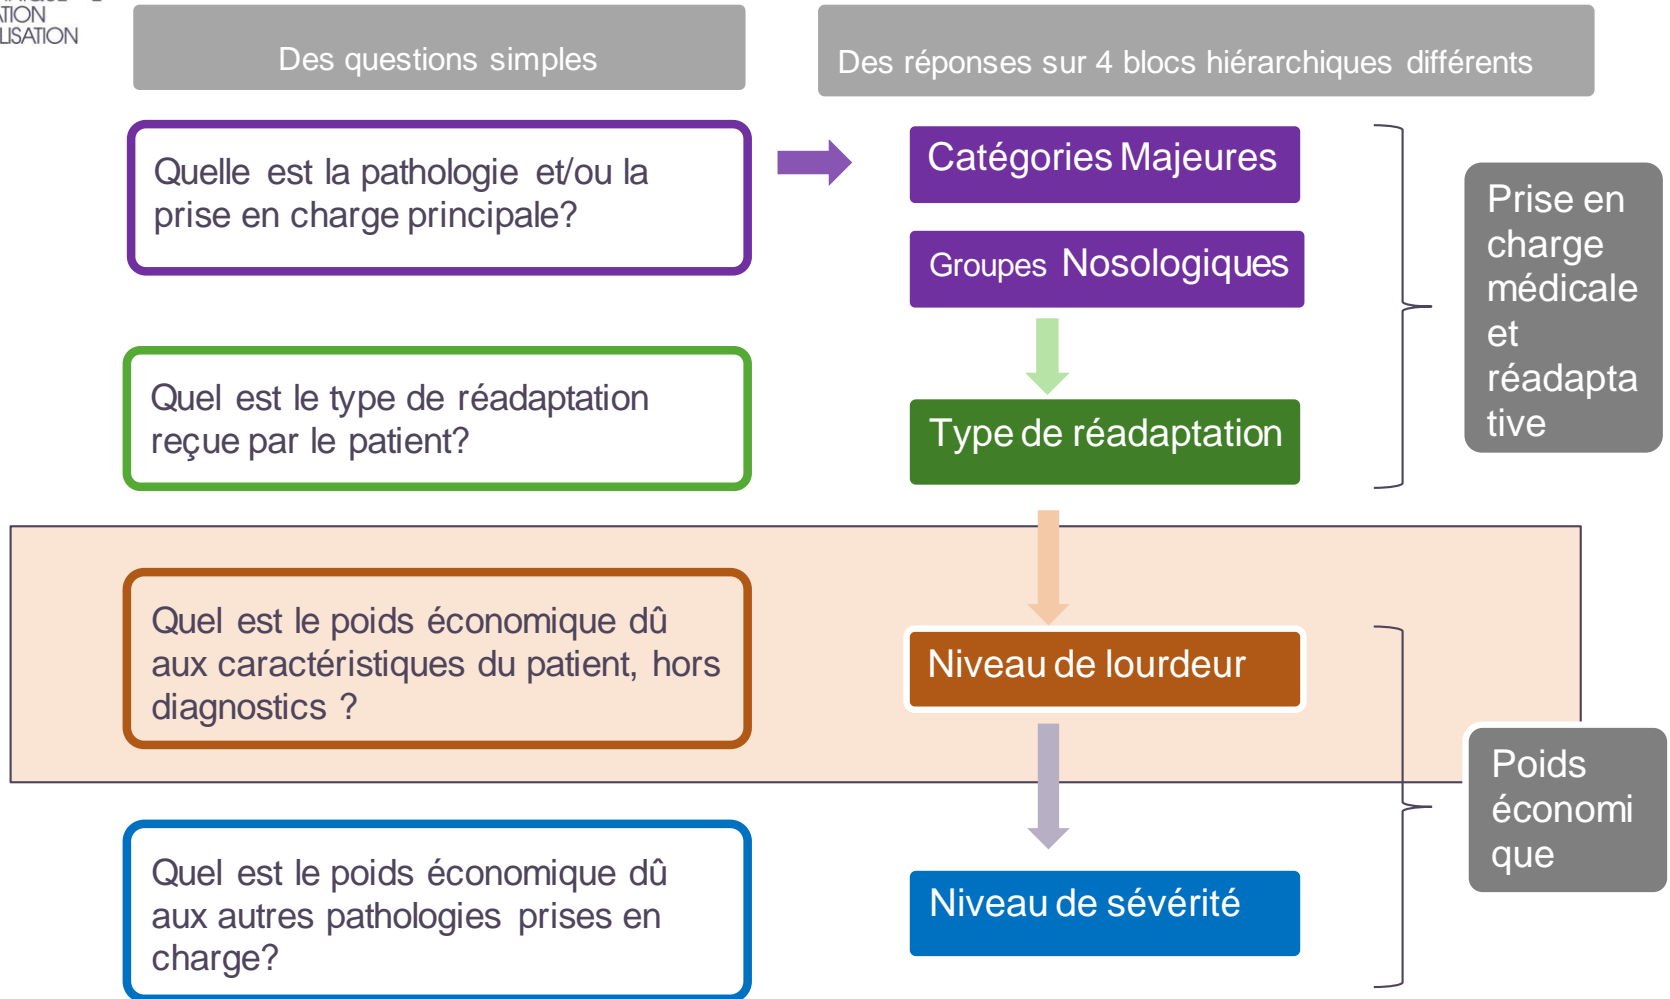 ATION
LISATION
Des questions simples
Des réponses sur 4 blocs hiérarchiques différents
Quelle est la pathologie et/ou la
prise en charge principale?
Catégories Majeures
Groupes Nosologiques
Prise en
charge
médicale
et
réadapta
tive
Quel est le type de réadaptation
reçue par le patient?
Type de réadaptation
Quel est le poids économique dû
aux caractéristiques du patient, hors
diagnostics ?
Niveau de lourdeur
Poids
économi
que
Quel est le poids économique dû
aux autres pathologies prises en
charge?
Niveau de sévérité